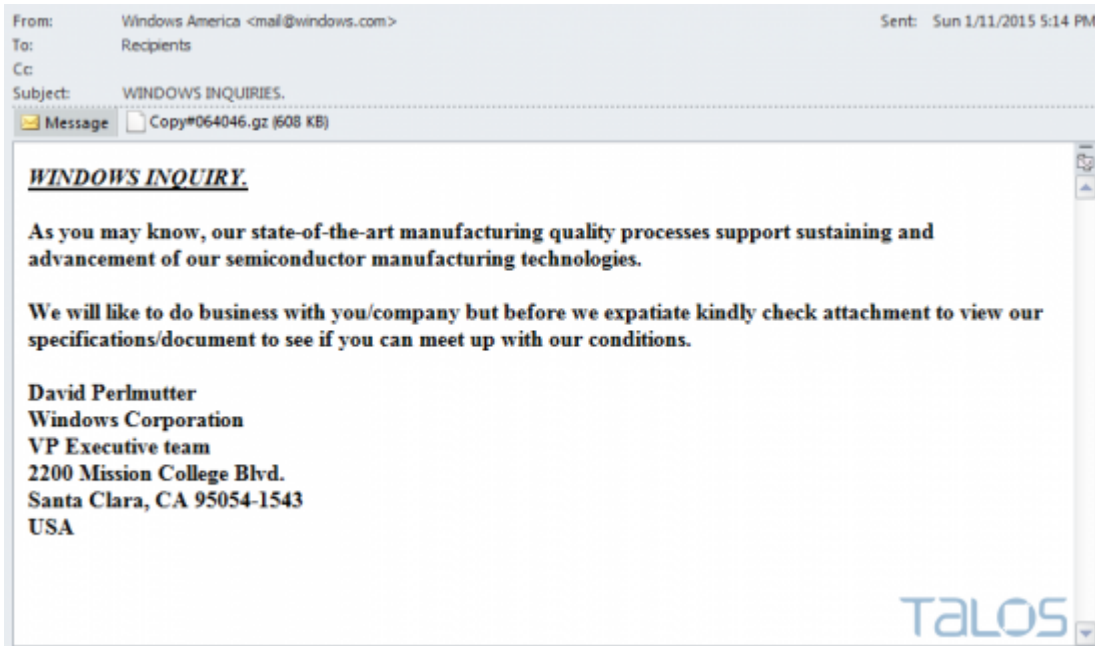 From: Windows America <mail@windows.com> Sent: Sun 1/11/2015 5:14 PM
To: Recipients
Cc:
Subject: WINDOWS INQUIRIES.
Message Copy#064046.gz (608 KB)
WINDOWS INQUIRY.
As you may know, our state-of-the-art manufacturing quality processes support sustaining and
advancement of our semiconductor manufacturing technologies.
We will like to do business with you/company but before we expatiate kindly check attachment to view our
specifications/document to see if you can meet up with our conditions.
David Perlmutter
Windows Corporation
VP Executive team
2200 Mission College Blvd.
Santa Clara, CA 95054-1543
USA
TALOS